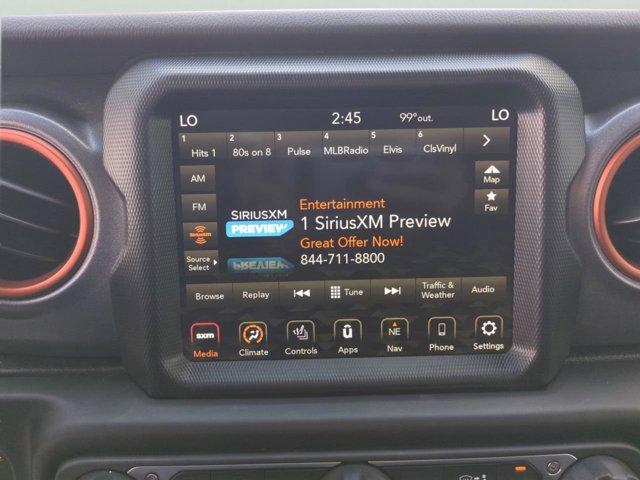 LO 2:45 99°out. LO
1 2 3 4 5 6
Hits 1 80s on 8 Pulse MLBRadio Elvis ClsVinyl
AM
Map
FM
Fav
Entertainment
SIRIUSXM
PREVIEW
1 SiriusXM Preview
Great Offer Now!
844-711-8800
SiriusXM
Source
Select
Browse Replay Tune Traffic &
Weather Audio
sxm NE
Media Climate Controls Apps Nav Phone Settings